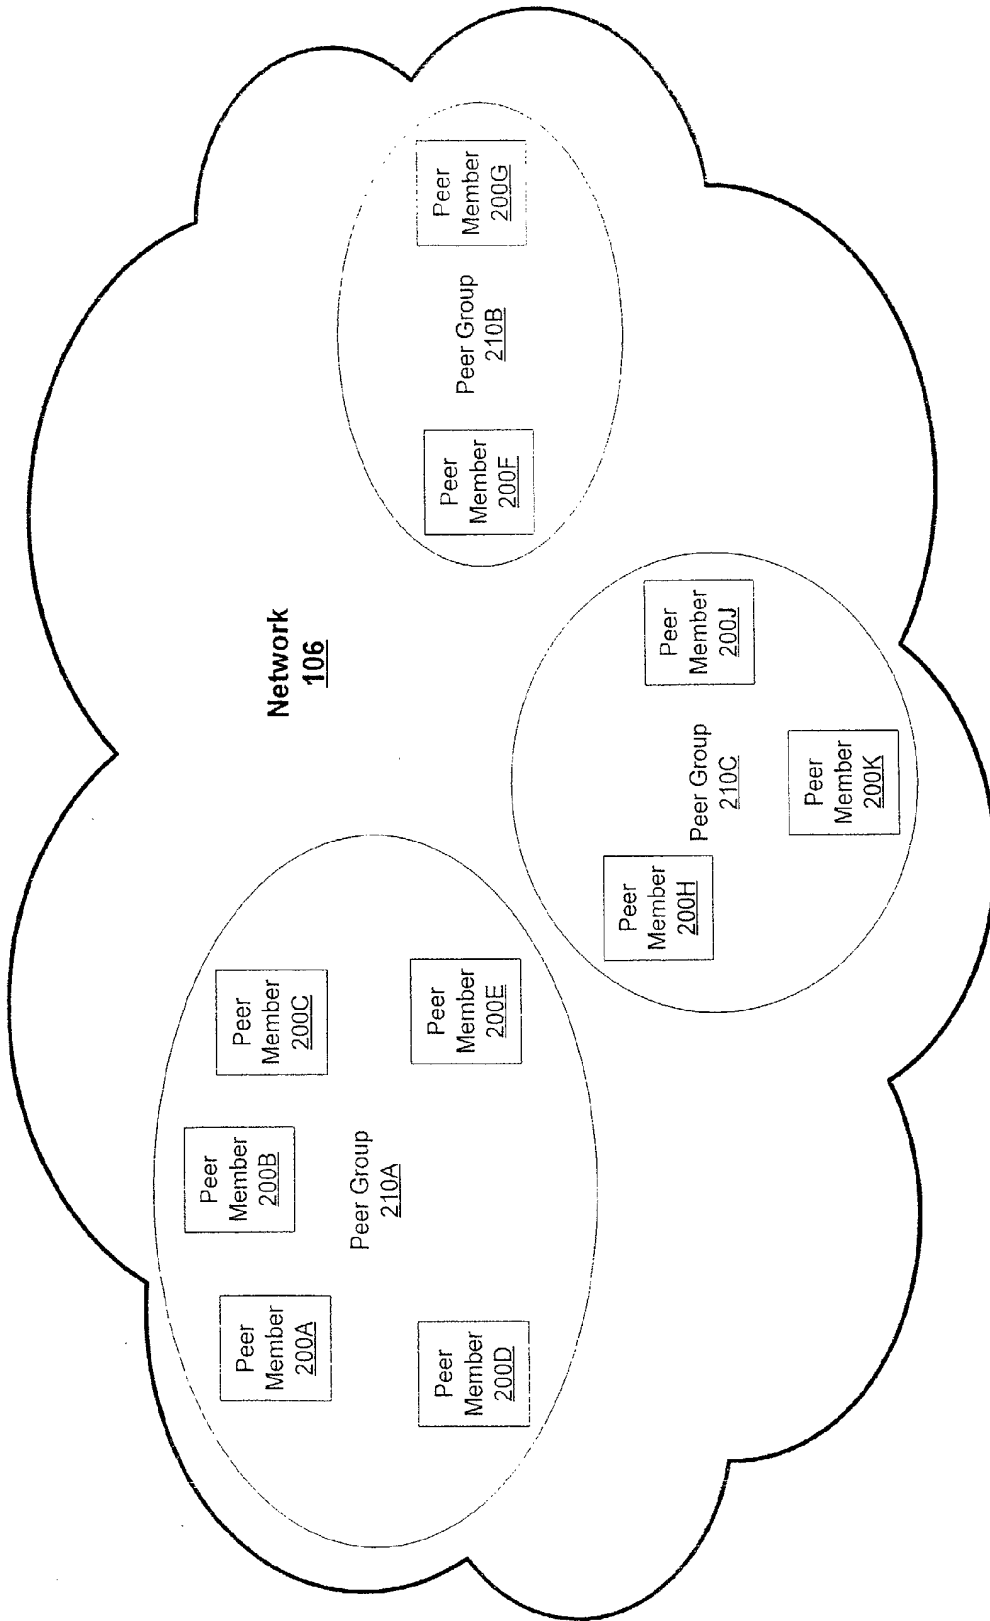 Network
106
Peer
Member
200A
Peer
Member
200B
Peer
Member
200C
Peer Group
210A
Peer
Member
200D
Peer
Member
200E
Peer
Member
200F
Peer Group
210B
Peer
Member
200G
Peer
Member
200H
Peer Group
210C
Peer
Member
200J
Peer
Member
200K